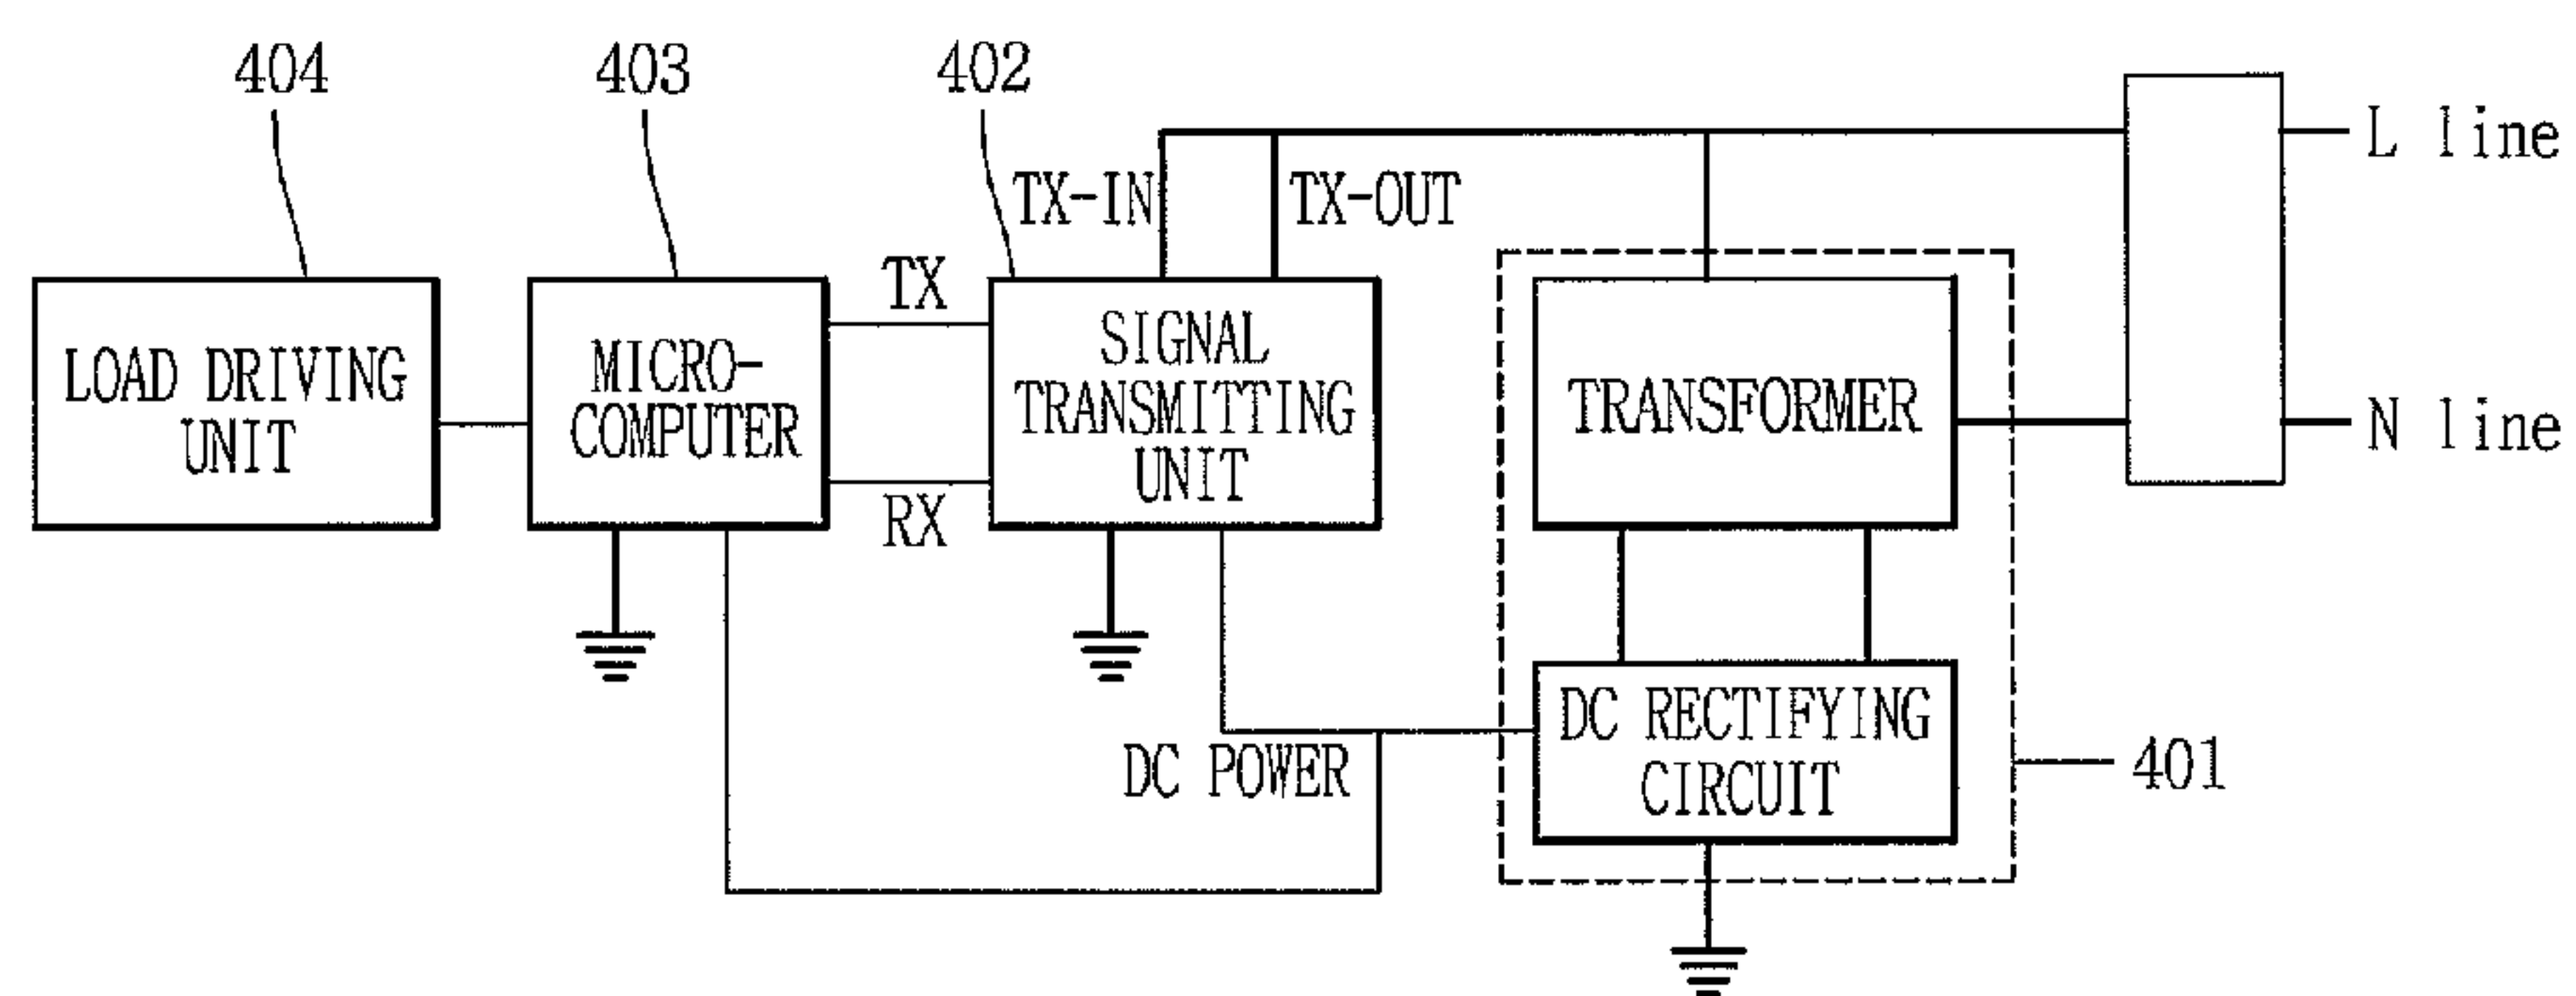 404
403
402
L line
TX-IN
TX-OUT
TX
LOAD DRIVING
UNIT
MICRO-
COMPUTER
SIGNAL
TRANSMITTING
UNIT
TRANSFORMER
N line
RX
DC RECTIFYING
CIRCUIT
DC POWER
401